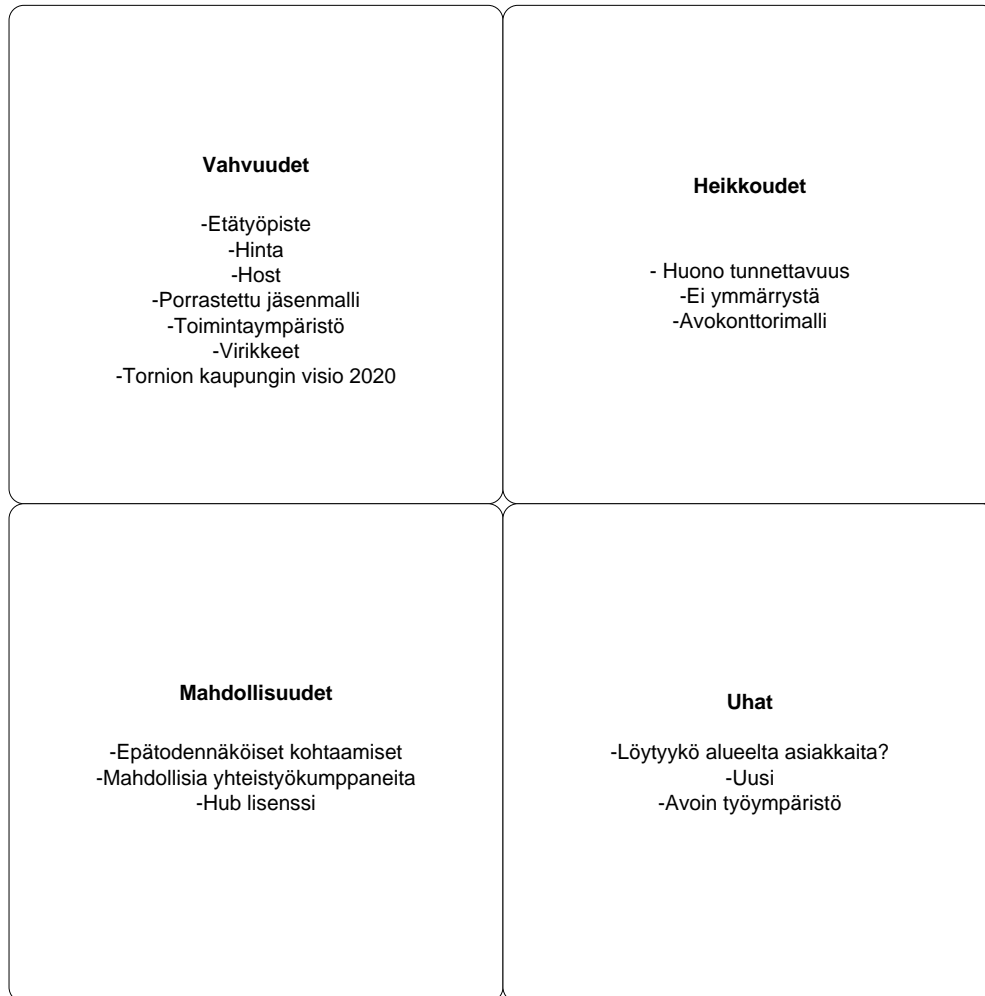 Vahvuudet
-Etätyöpiste
-Hinta
-Host
-Porrastettu jäsenmalli
-Toimintaympäristö
-Virikkeet
-Tornion kaupungin visio 2020
Heikkoudet
- Huono tunnettavuus
-Ei ymmärrystä
-Avokonttorimalli
Mahdollisuudet
-Epätodennäköiset kohtaamiset
-Mahdollisia yhteistyökumppaneita
-Hub lisenssi
Uhat
-Löytyykö alueelta asiakkaita?
-Uusi
-Avoin työympäristö